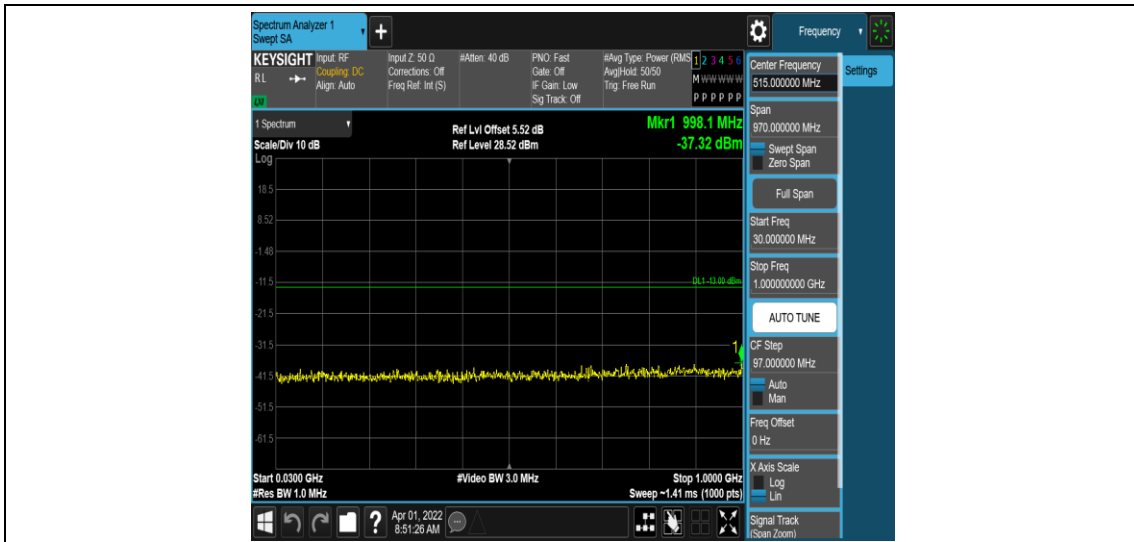 Spectrum Analyzer 1
Swept SA
+
Frequency
KEYSIGHT
RL
LXI
Input: RF
Coupling: DC
Align: Auto
Input Z: 50 Ω
Corrections: Off
Freq Ref: Int (S)
#Atten: 40 dB
PNO: Fast
Gate: Off
IF Gain: Low
Sig Track: Off
#Avg Type: Power (RMS
Avg|Hold: 50/50
Trig: Free Run
1 2 3 4 5 6
M W W W W W
P P P P P P
1 Spectrum
Scale/Div 10 dB
Log
Ref Lvl Offset 5.52 dB
Ref Level 28.52 dBm
Mkr1 998.1 MHz
-37.32 dBm
18.5
8.52
-1.48
-11.5
-21.5
-31.5
-41.5
-51.5
-61.5
DL1 -13.00 dBm
1
Start 0.0300 GHz
#Res BW 1.0 MHz
#Video BW 3.0 MHz
Stop 1.0000 GHz
Sweep ~1.41 ms (1000 pts)
?
Apr 01, 2022
8:51:26 AM
Center Frequency
515.000000 MHz
Settings
Span
970.000000 MHz
Swept Span
Zero Span
Full Span
Start Freq
30.000000 MHz
Stop Freq
1.000000000 GHz
AUTO TUNE
CF Step
97.000000 MHz
Auto
Man
Freq Offset
0 Hz
X Axis Scale
Log
Lin
Signal Track
(Span Zoom)